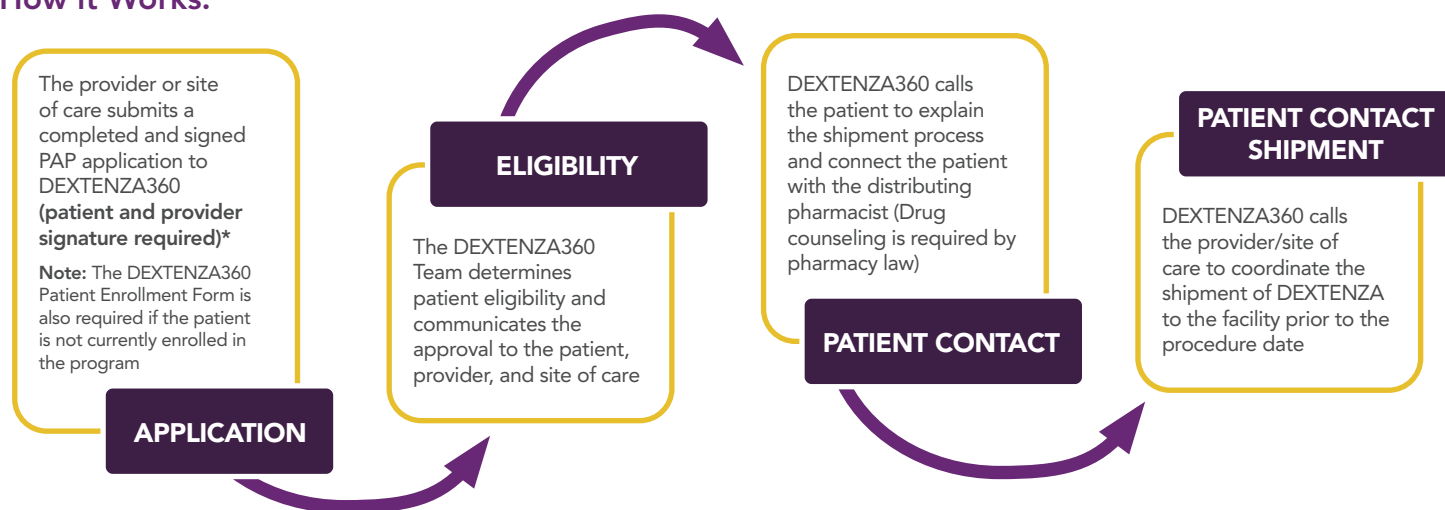 How it Works:
The provider or site
of care submits a
completed and signed
PAP application to
DEXTENZA360
(patient and provider
signature required)*
Note: The DEXTENZA360
Patient Enrollment Form is
also required if the patient
is not currently enrolled in
the program
APPLICATION
ELIGIBILITY
The DEXTENZA360
Team determines
patient eligibility and
communicates the
approval to the patient,
provider, and site of care
DEXTENZA360 calls
the patient to explain
the shipment process
and connect the patient
with the distributing
pharmacist (Drug
counseling is required by
pharmacy law)
PATIENT CONTACT
PATIENT CONTACT
SHIPMENT
DEXTENZA360 calls
the provider/site of
care to coordinate the
shipment of DEXTENZA
to the facility prior to the
procedure date